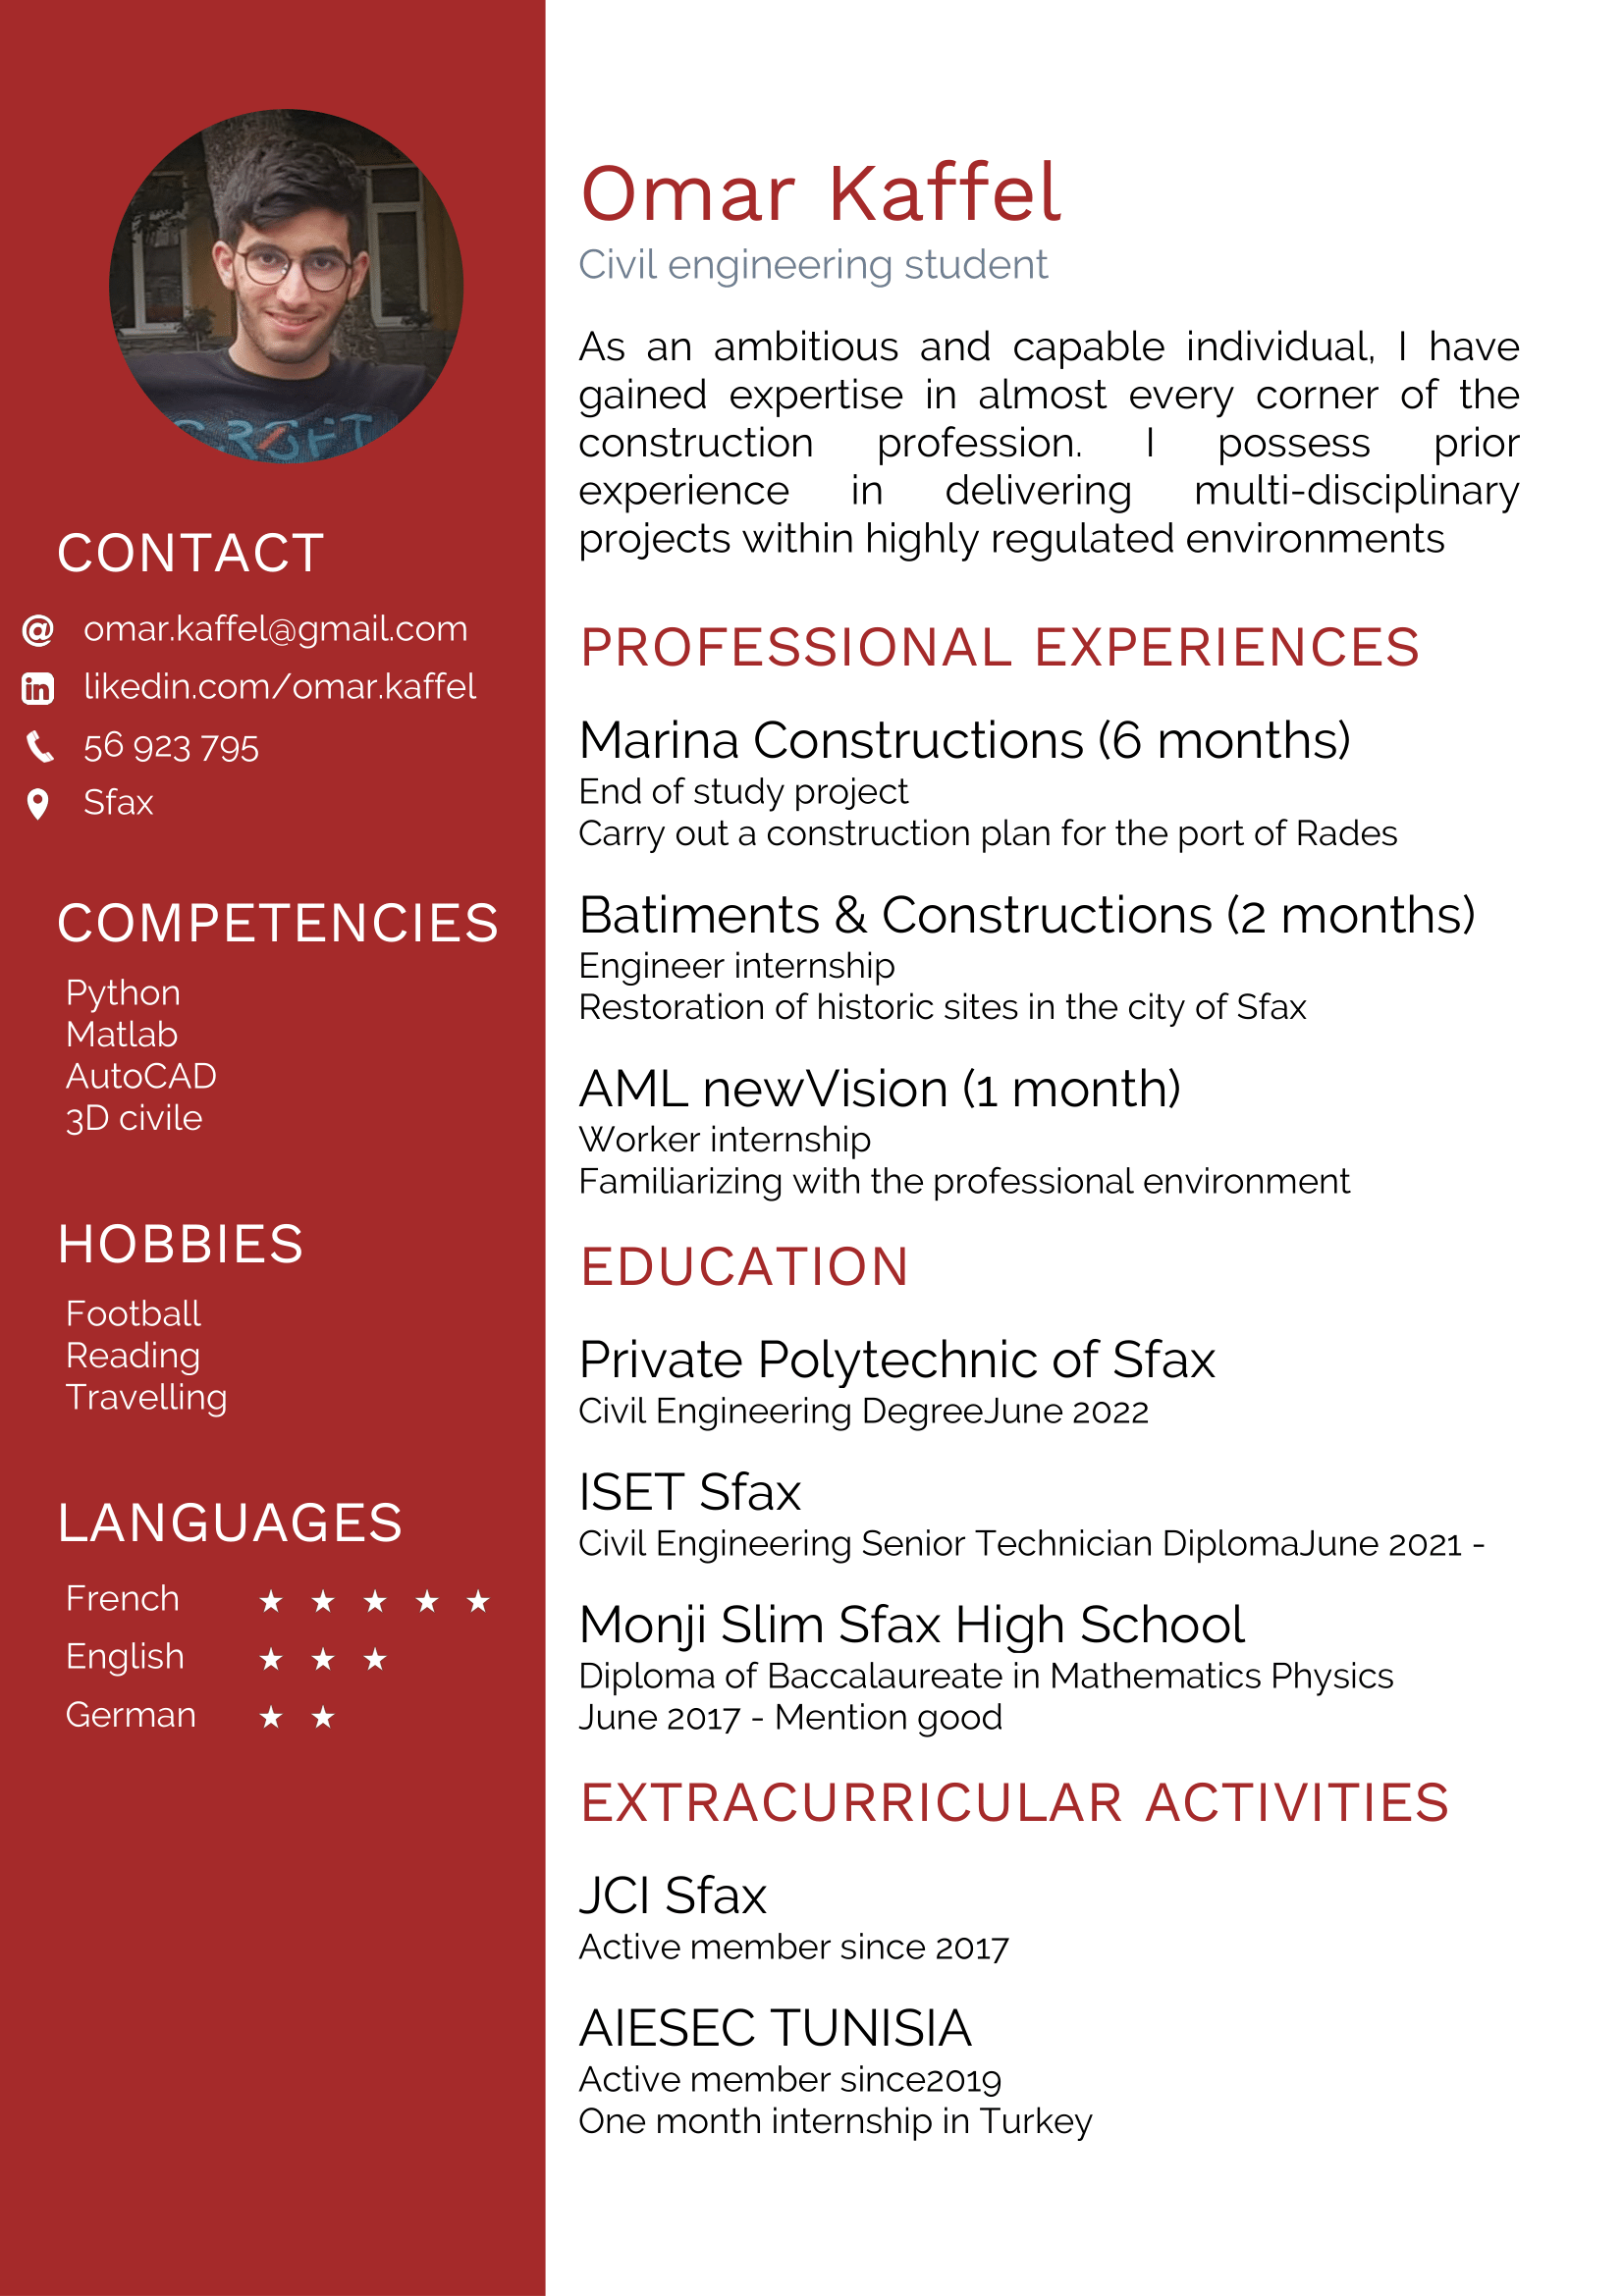 CONTACT
omar.kaffel@gmail.com
likedin.com/omar.kaffel
56 923 795
Sfax
COMPETENCIES
Python
Matlab
AutoCAD
3D civile
HOBBIES
Football
Reading
Travelling
LANGUAGES
French ★ ★ ★ ★ ★
English ★ ★ ★
German ★ ★
Omar Kaffel
Civil engineering student
As an ambitious and capable individual, I have
gained expertise in almost every corner of the
construction profession. I possess prior
experience in delivering multi-disciplinary
projects within highly regulated environments
PROFESSIONAL EXPERIENCES
Marina Constructions (6 months)
End of study project
Carry out a construction plan for the port of Rades
Batiments & Constructions (2 months)
Engineer internship
Restoration of historic sites in the city of Sfax
AML newVision (1 month)
Worker internship
Familiarizing with the professional environment
EDUCATION
Private Polytechnic of Sfax
Civil Engineering DegreeJune 2022
ISET Sfax
Civil Engineering Senior Technician DiplomaJune 2021 -
Monji Slim Sfax High School
Diploma of Baccalaureate in Mathematics Physics
June 2017 - Mention good
EXTRACURRICULAR ACTIVITIES
JCI Sfax
Active member since 2017
AIESEC TUNISIA
Active member since2019
One month internship in Turkey